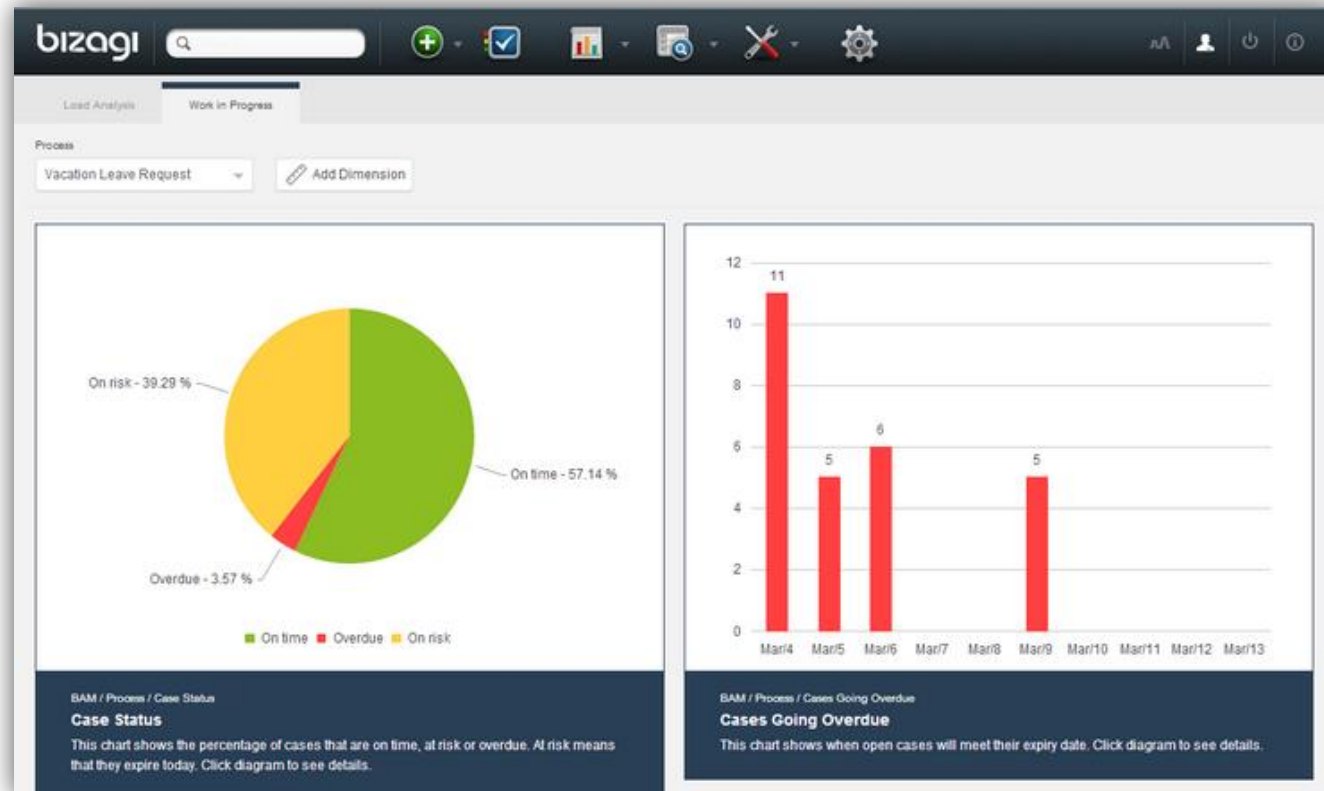 bizagi
Load Analysis
Work in Progress
Process
Vacation Leave Request
Add Dimension
On risk - 39.29 %
On time - 57.14 %
Overdue - 3.57 %
On time
Overdue
On risk
BAM / Process / Case Status
Case Status
This chart shows the percentage of cases that are on time, at risk or overdue. At risk means
that they expire today. Click diagram to see details.
12
10
8
6
4
2
0
11
5
6
5
Mar/4
Mar/5
Mar/6
Mar/7
Mar/8
Mar/9
Mar/10
Mar/11
Mar/12
Mar/13
BAM / Process / Cases Going Overdue
Cases Going Overdue
This chart shows when open cases will meet their expiry date. Click diagram to see details.